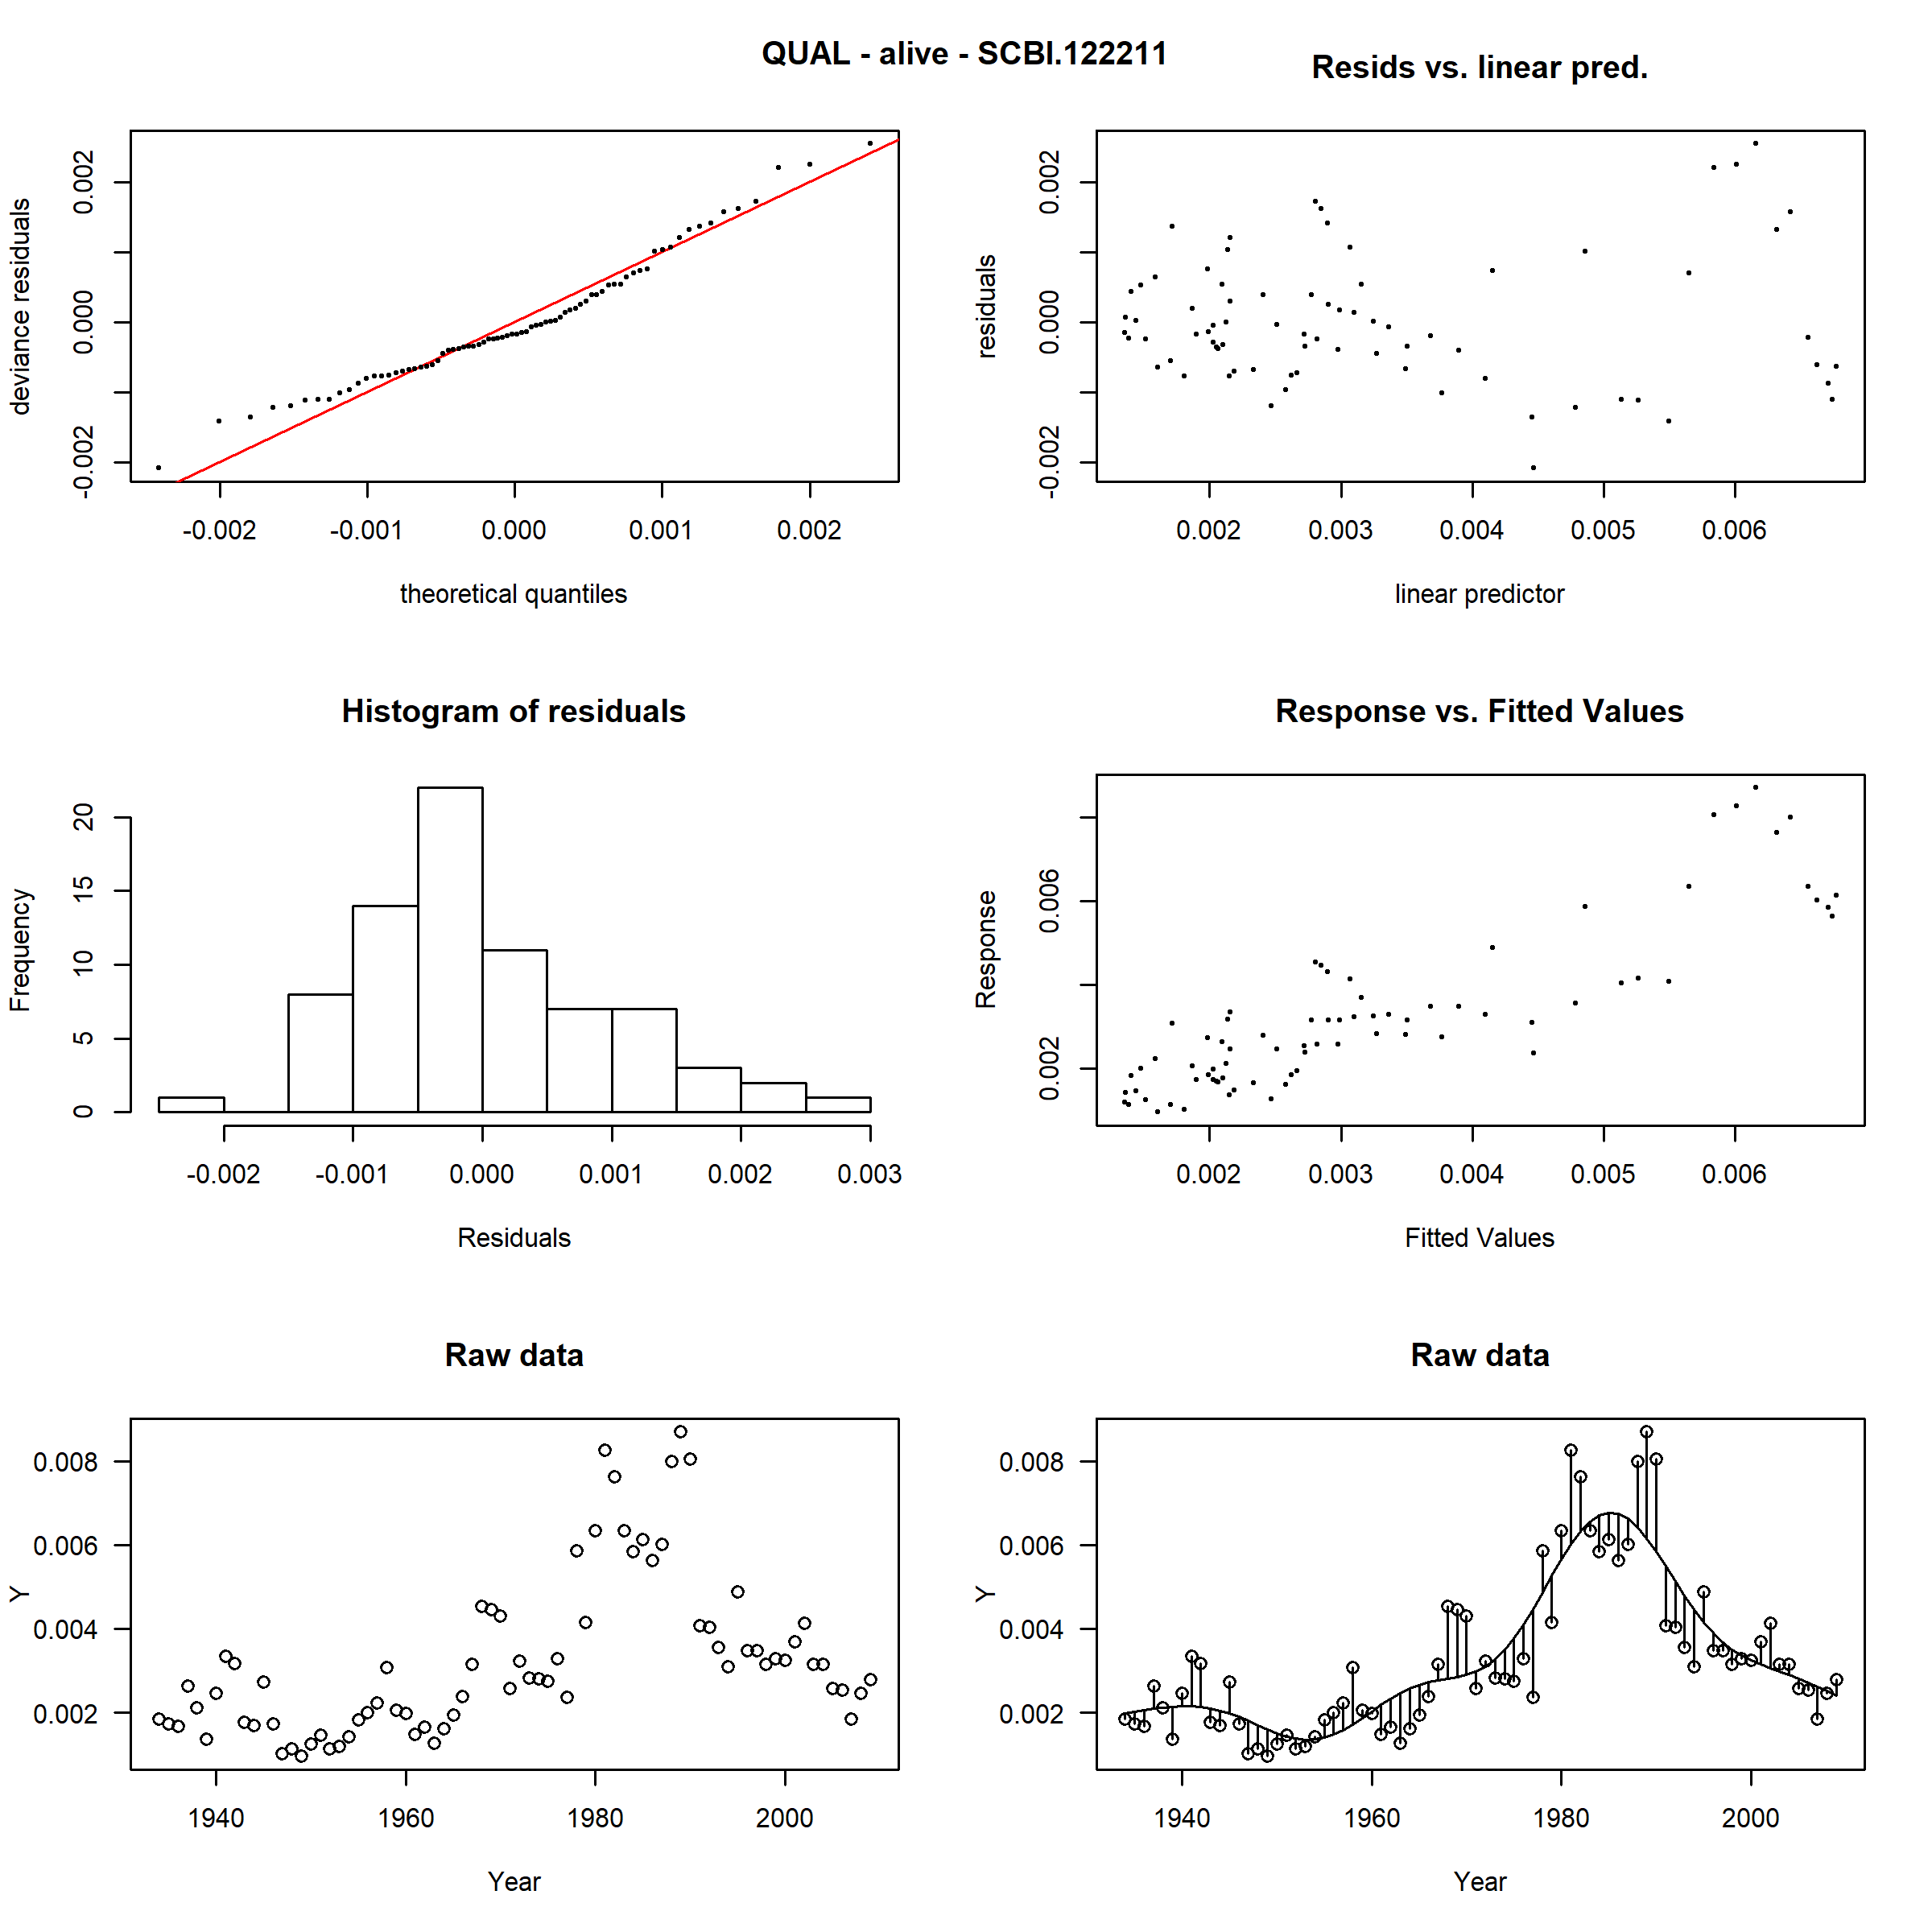 QUAL - alive - SCBI.122211
Resids vs. linear pred.
deviance residuals
-0.002 0.000 0.002
-0.002 -0.001 0.000 0.001 0.002
theoretical quantiles
residuals
-0.002 0.000 0.002
0.002 0.003 0.004 0.005 0.006
linear predictor
Histogram of residuals
Frequency
0 5 10 15 20
-0.002 -0.001 0.000 0.001 0.002 0.003
Residuals
Response vs. Fitted Values
Response
0.002 0.006
0.002 0.003 0.004 0.005 0.006
Fitted Values
Raw data
Y
0.008
0.006
0.004
0.002
1940 1960 1980 2000
Year
Raw data
Y
0.008
0.006
0.004
0.002
1940 1960 1980 2000
Year